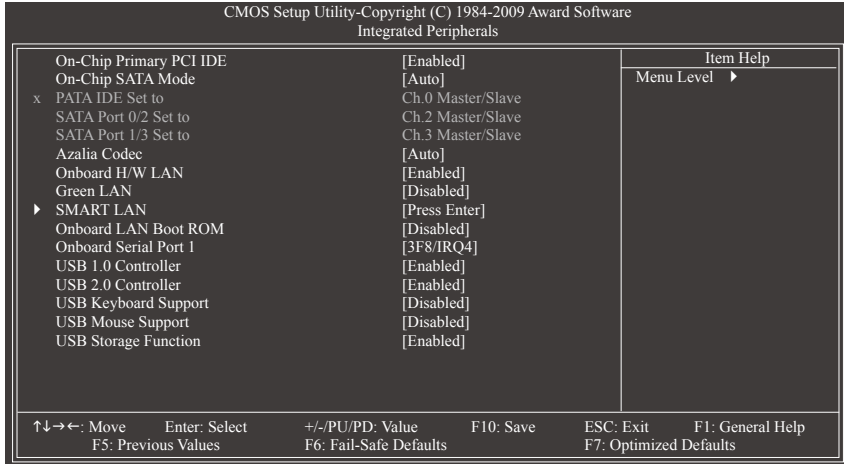 CMOS Setup Utility-Copyright (C) 1984-2009 Award Software
Integrated Peripherals
On-Chip Primary PCI IDE [Enabled]
On-Chip SATA Mode [Auto]
x PATA IDE Set to Ch.0 Master/Slave
SATA Port 0/2 Set to Ch.2 Master/Slave
SATA Port 1/3 Set to Ch.3 Master/Slave
Azalia Codec [Auto]
Onboard H/W LAN [Enabled]
Green LAN [Disabled]
SMART LAN [Press Enter]
Onboard LAN Boot ROM [Disabled]
Onboard Serial Port 1 [3F8/IRQ4]
USB 1.0 Controller [Enabled]
USB 2.0 Controller [Enabled]
USB Keyboard Support [Disabled]
USB Mouse Support [Disabled]
USB Storage Function [Enabled]
Item Help
Menu Level
↑↓→←: Move Enter: Select +/-/PU/PD: Value F10: Save ESC: Exit F1: General Help
F5: Previous Values F6: Fail-Safe Defaults F7: Optimized Defaults